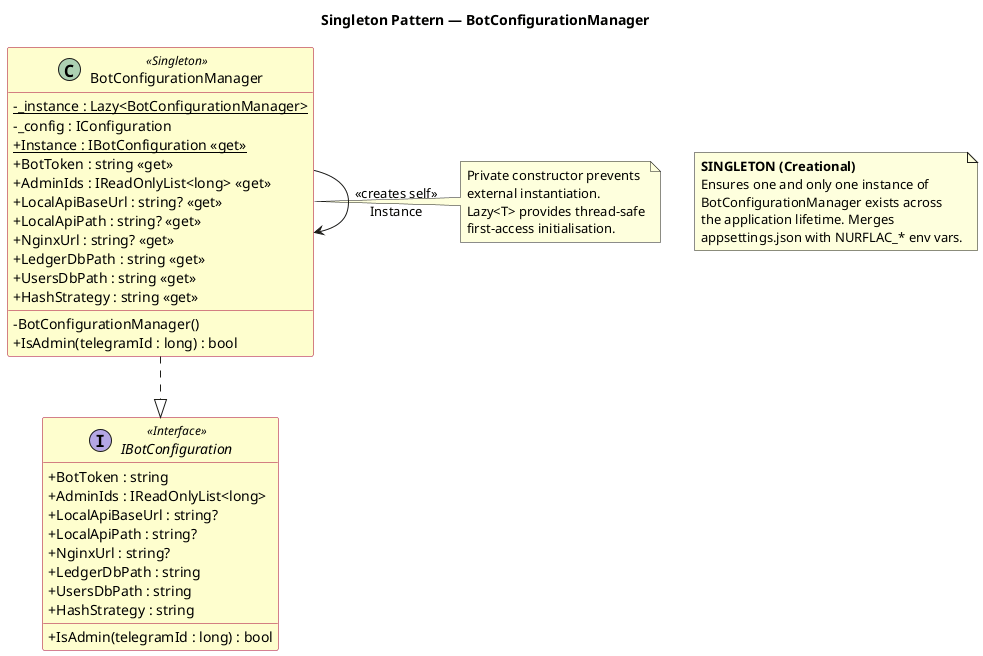 Singleton Pattern — BotConfigurationManager
C
«Singleton»
BotConfigurationManager
-_instance : Lazy<BotConfigurationManager>
-_config : IConfiguration
+Instance : IBotConfiguration «get»
+BotToken : string «get»
+AdminIds : IReadOnlyList<long> «get»
+LocalApiBaseUrl : string? «get»
+LocalApiPath : string? «get»
+NginxUrl : string? «get»
+LedgerDbPath : string «get»
+UsersDbPath : string «get»
+HashStrategy : string «get»
-BotConfigurationManager()
+IsAdmin(telegramId : long) : bool
«creates self»
Instance
Private constructor prevents
external instantiation.
Lazy<T> provides thread-safe
first-access initialisation.
SINGLETON (Creational)
Ensures one and only one instance of
BotConfigurationManager exists across
the application lifetime. Merges
appsettings.json with NURFLAC_* env vars.
I
«Interface»
IBotConfiguration
+BotToken : string
+AdminIds : IReadOnlyList<long>
+LocalApiBaseUrl : string?
+LocalApiPath : string?
+NginxUrl : string?
+LedgerDbPath : string
+UsersDbPath : string
+HashStrategy : string
+IsAdmin(telegramId : long) : bool